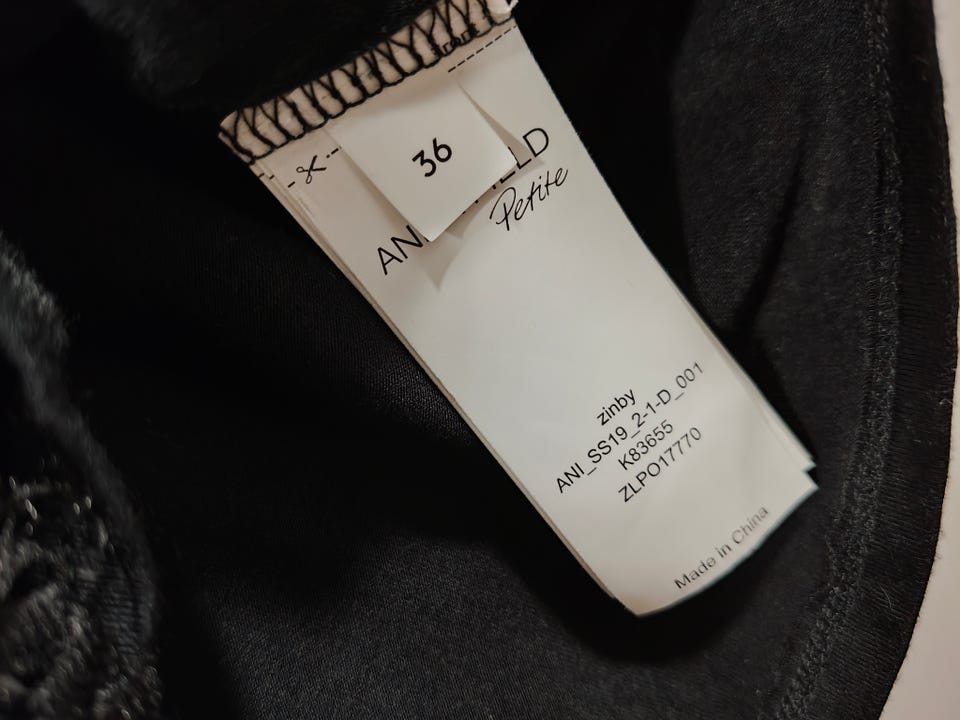 36
Petite
zinby
ANI_SS19_2-1-D_001
K83655
ZLPO17770
Made in China